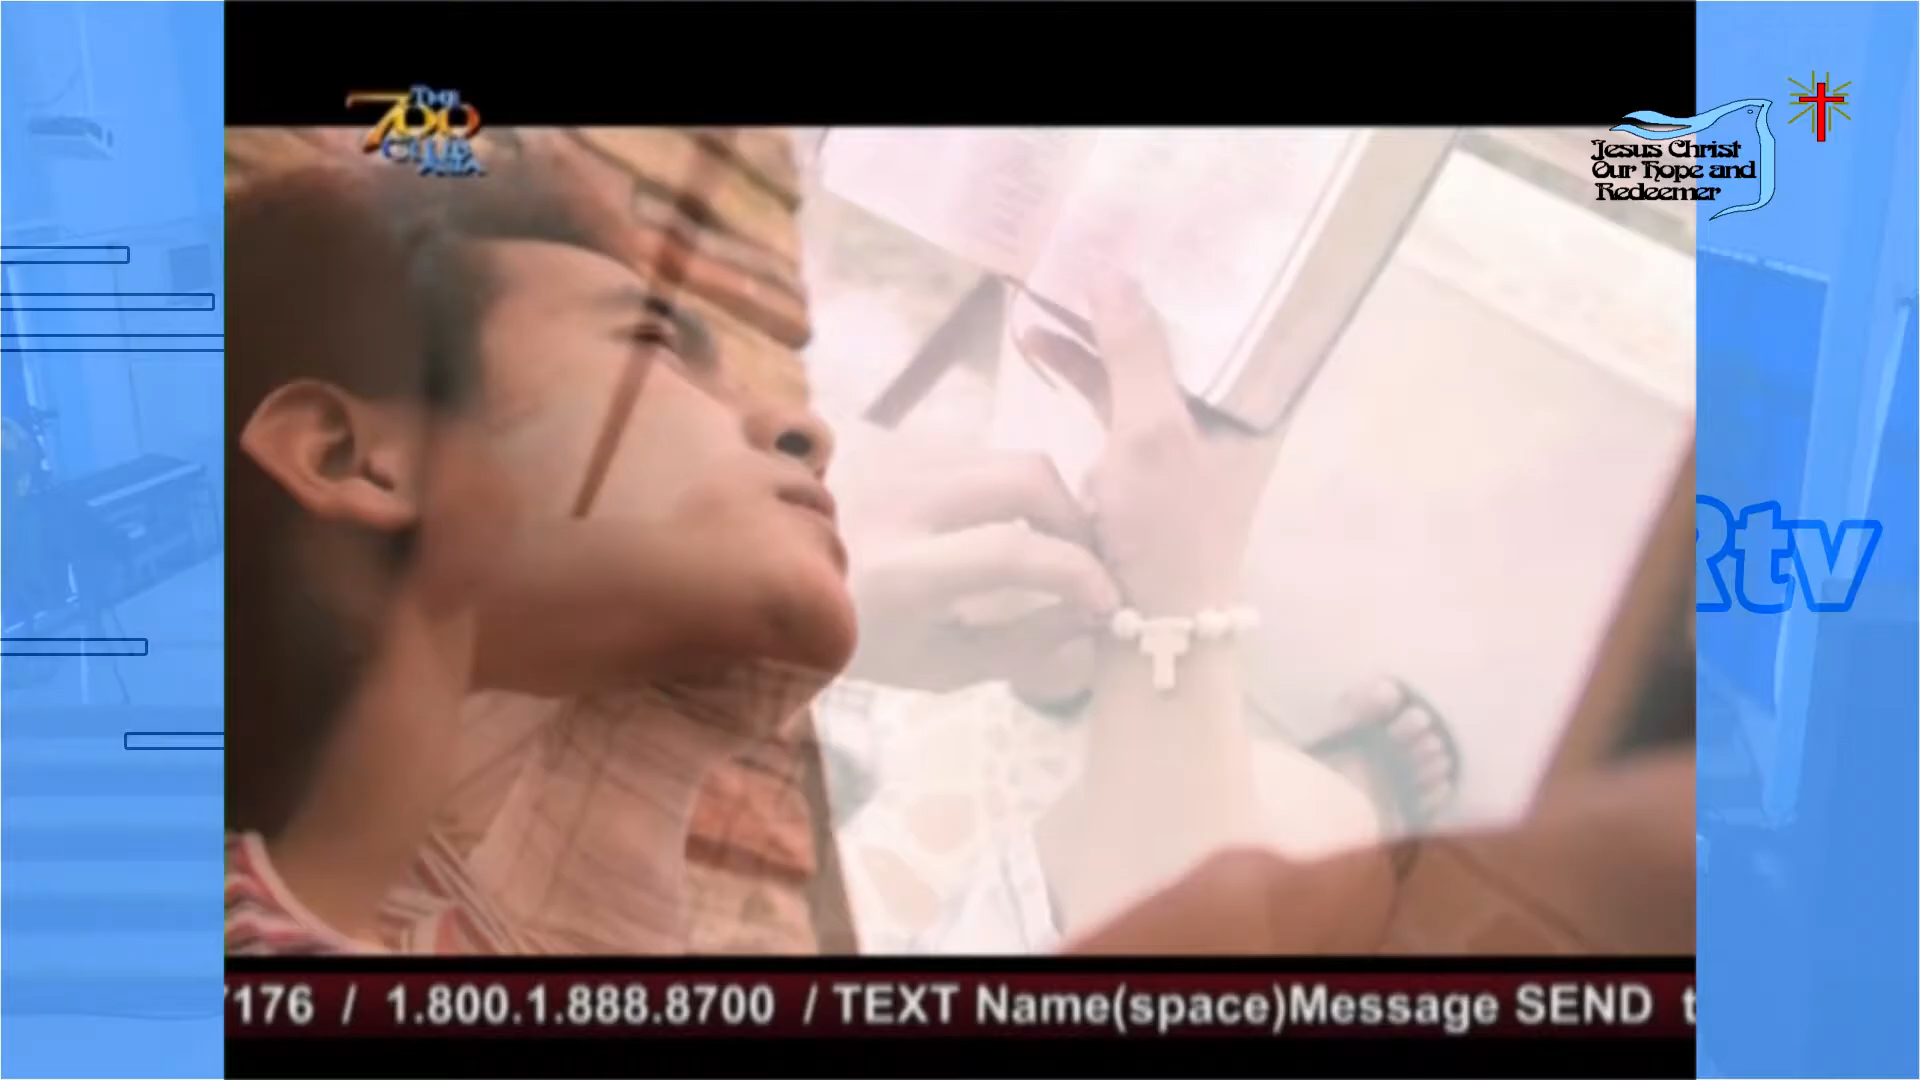 THE
700
CLUB
ASIA
Jesus Christ
Our Hope and
Redeemer
Rtv
176 / 1.800.1.888.8700 / TEXT Name(space)Message SEND t